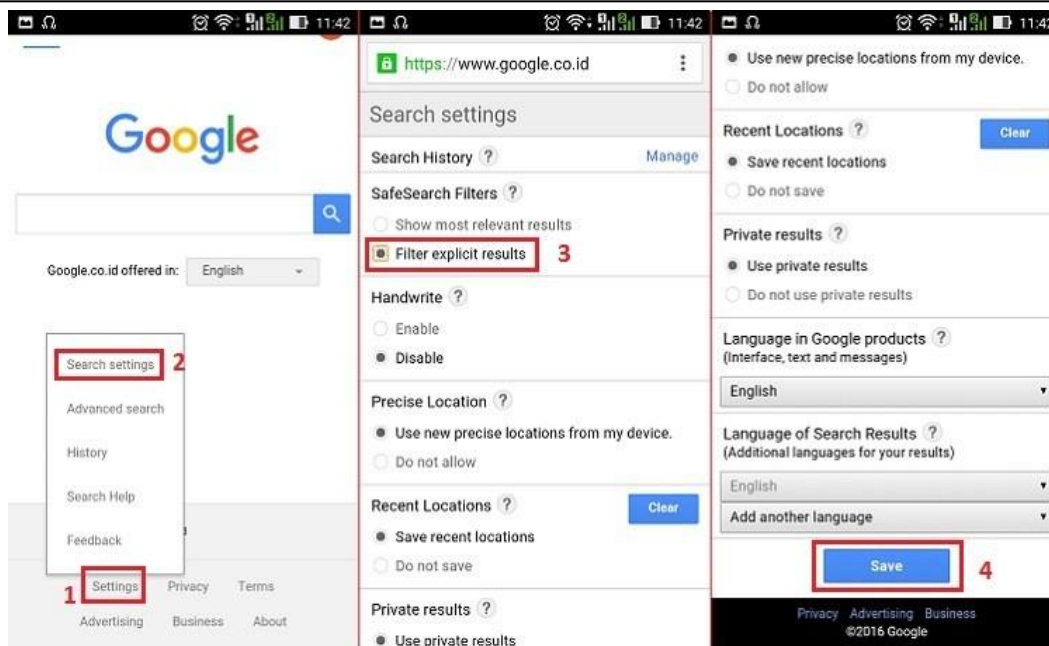 11:42
Google
Google.co.id offered in: English
Search settings 2
Advanced search
History
Search Help
Feedback
1 Settings Privacy Terms
Advertising Business About
11:42
https://www.google.co.id
Search settings
Search History ? Manage
SafeSearch Filters ?
Show most relevant results
Filter explicit results 3
Handwrite ?
Enable
Disable
Precise Location ?
Use new precise locations from my device.
Do not allow
Recent Locations ? Clear
Save recent locations
Do not save
Private results ?
Use private results
11:42
Use new precise locations from my device.
Do not allow
Recent Locations ? Clear
Save recent locations
Do not save
Private results ?
Use private results
Do not use private results
Language in Google products ?
(Interface, text and messages)
English
Language of Search Results ?
(Additional languages for your results)
English
Add another language
Save 4
Privacy Advertising Business
©2016 Google